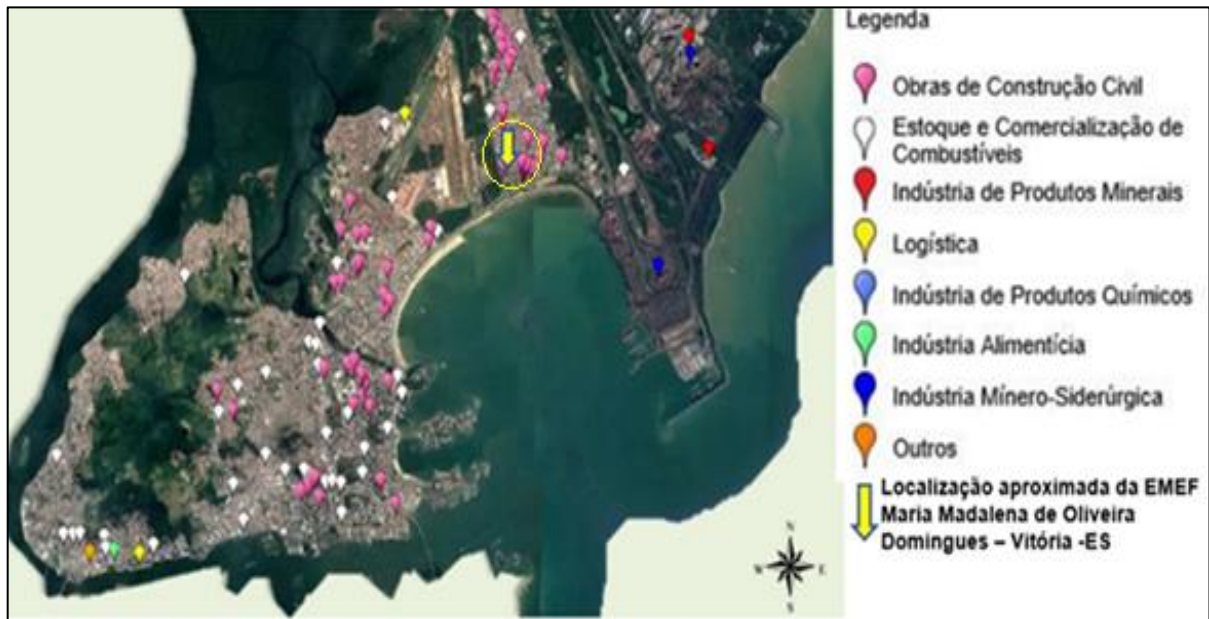 Legenda
Obras de Construção Civil
Estoque e Comercialização de
Combustíveis
Indústria de Produtos Minerais
Logística
Indústria de Produtos Químicos
Indústria Alimentícia
Indústria Mínero-Siderúrgica
Outros
Localização aproximada da EMEF
Maria Madalena de Oliveira
Domingues – Vitória -ES
N
W E
S